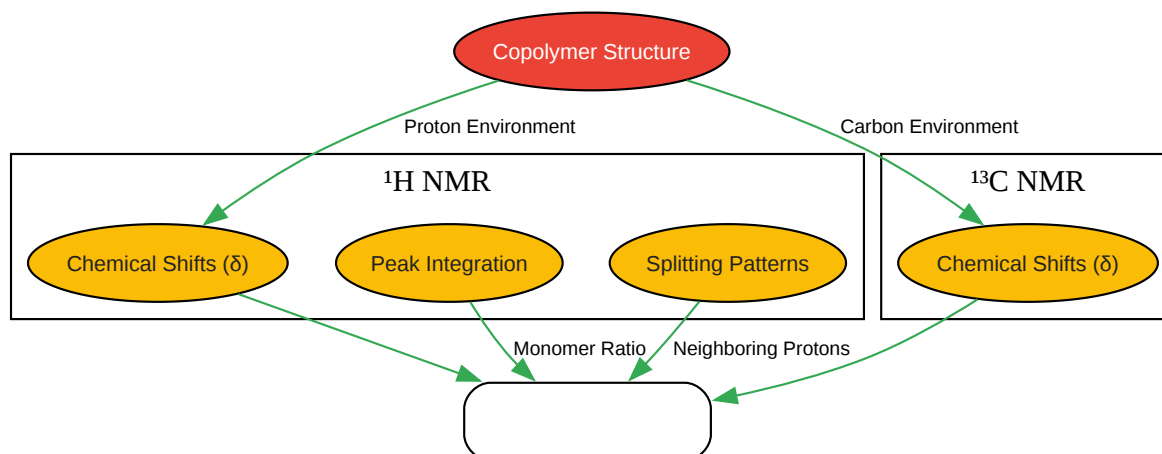 Copolymer Structure
Proton Environment
Carbon Environment
¹H NMR
¹³C NMR
Chemical Shifts (δ)
Peak Integration
Splitting Patterns
Chemical Shifts (δ)
Monomer Ratio
Neighboring Protons